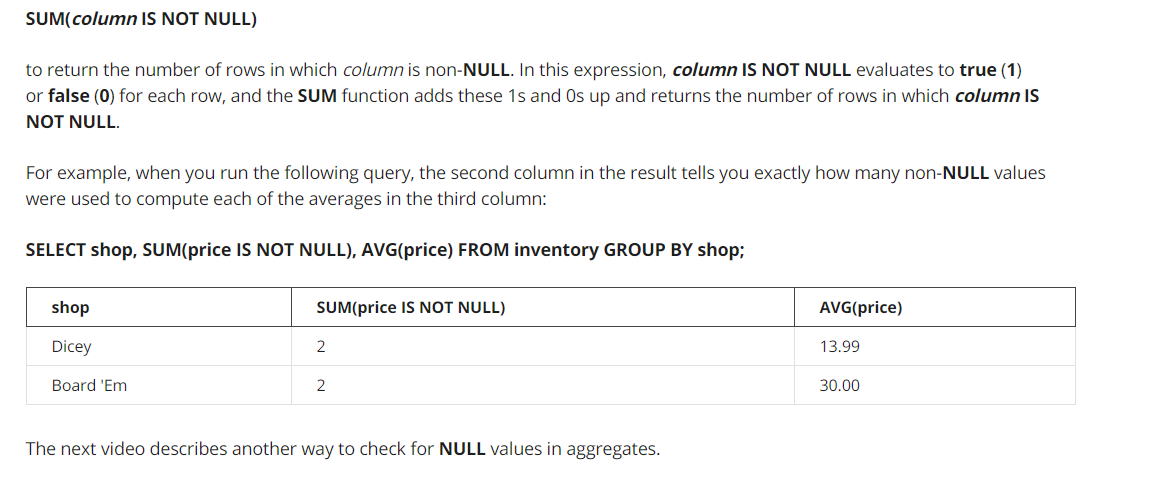 SUM(column IS NOT NULL)
to return the number of rows in which column is non-NULL. In this expression, column IS NOT NULL evaluates to true (1)
or false (0) for each row, and the SUM function adds these 1s and 0s up and returns the number of rows in which column IS
NOT NULL.
For example, when you run the following query, the second column in the result tells you exactly how many non-NULL values
were used to compute each of the averages in the third column:
SELECT shop, SUM(price IS NOT NULL), AVG(price) FROM inventory GROUP BY shop;
shop SUM(price IS NOT NULL) AVG(price)
Dicey 2 13.99
Board 'Em 2 30.00
The next video describes another way to check for NULL values in aggregates.